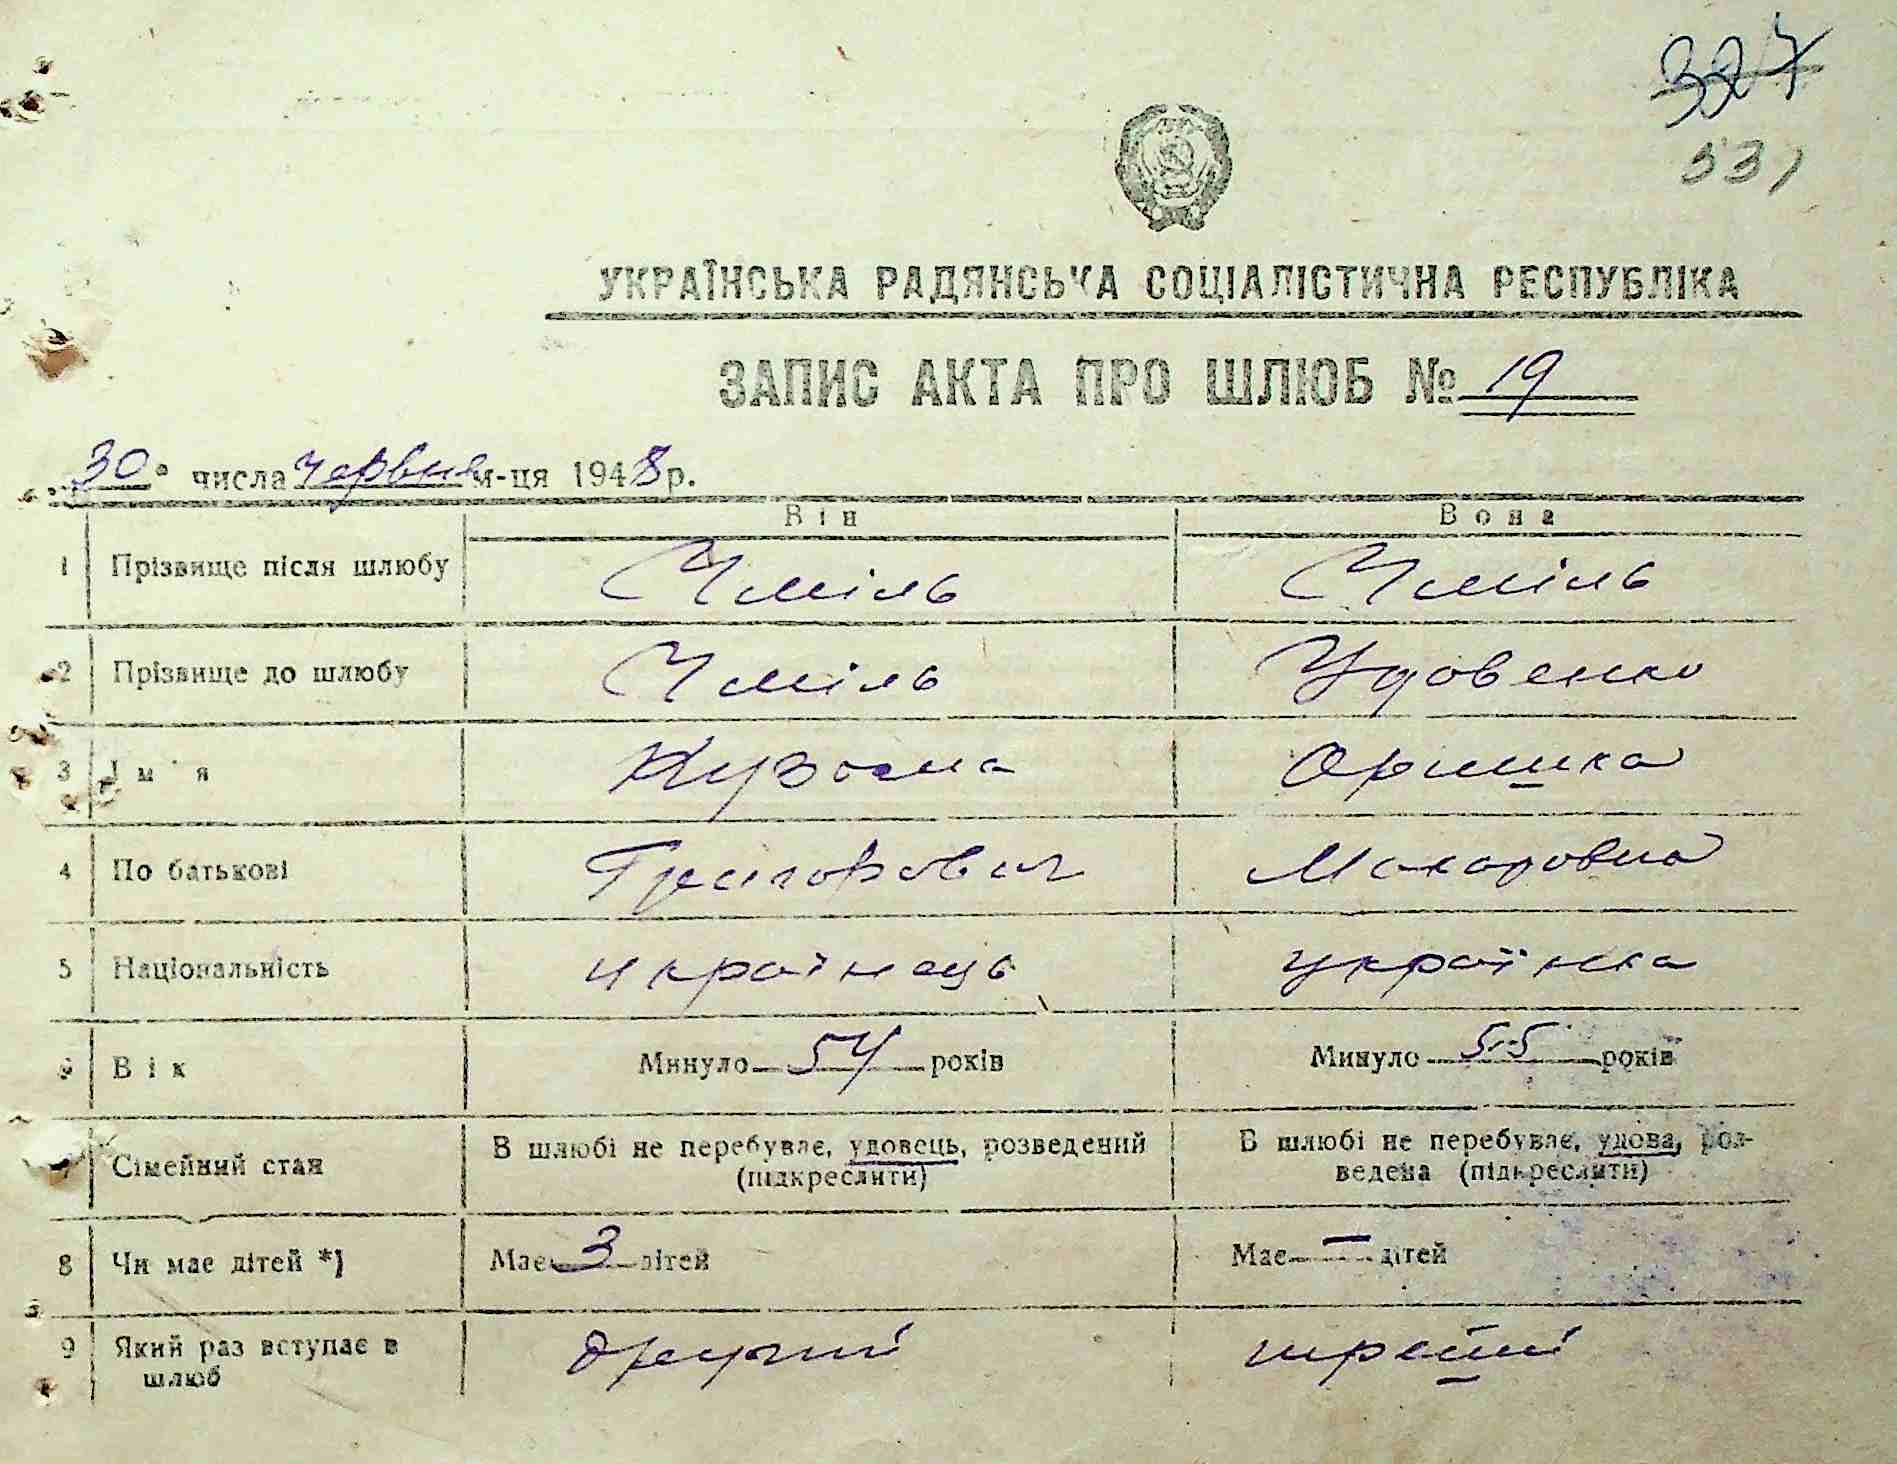 327
531
УКРАЇНСЬКА РАДЯНСЬКА СОЦІАЛІСТИЧНА РЕСПУБЛІКА
ЗАПИС АКТА ПРО ШЛЮБ № 19
30 числа червня м-ця 1948 р.
Він Вона
1 Прізвище після шлюбу Чміль Чміль
2 Прізвище до шлюбу Чміль Удовенко
3 Ім'я Кузьма Оришка
4 По батькові Григорович Макаровна
5 Національність українець українка
6 Вік Минуло 54 років Минуло 55 років
7 Сімейний стан В шлюбі не перебуває, удовець, розведений (підкреслити) В шлюбі не перебуває, удова, роз-
ведена (підкреслити)
8 Чи має дітей *) Має 3 дітей Має — дітей
9 Який раз вступає в шлюб другий третій